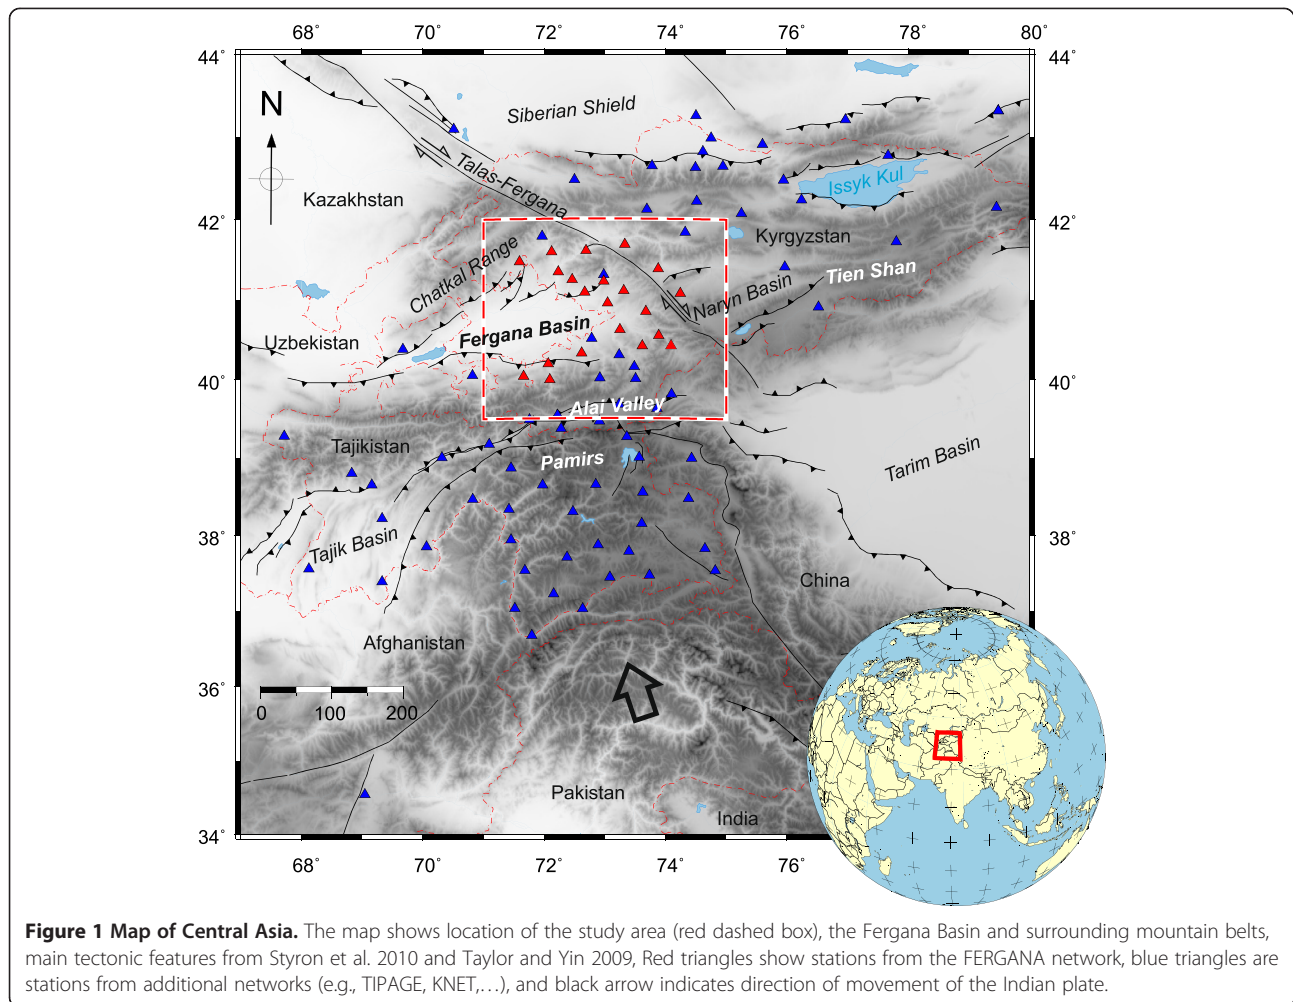 68° 70° 72° 74° 76° 78° 80°
44° 44°
N
Siberian Shield
Talas-Fergana
Issyk Kul
Kazakhstan
42° 42°
Kyrgyzstan
Chatkal Range
Tien Shan
Naryn Basin
Uzbekistan
Fergana Basin
40° 40°
Alai Valley
Tajikistan
Pamirs
Tarim Basin
38° 38°
Tajik Basin
China
Afghanistan
36°
0 100 200
Pakistan
India
34°
68° 70° 72° 74° 76°
Figure 1 Map of Central Asia. The map shows location of the study area (red dashed box), the Fergana Basin and surrounding mountain belts,
main tectonic features from Styron et al. 2010 and Taylor and Yin 2009, Red triangles show stations from the FERGANA network, blue triangles are
stations from additional networks (e.g., TIPAGE, KNET,…), and black arrow indicates direction of movement of the Indian plate.